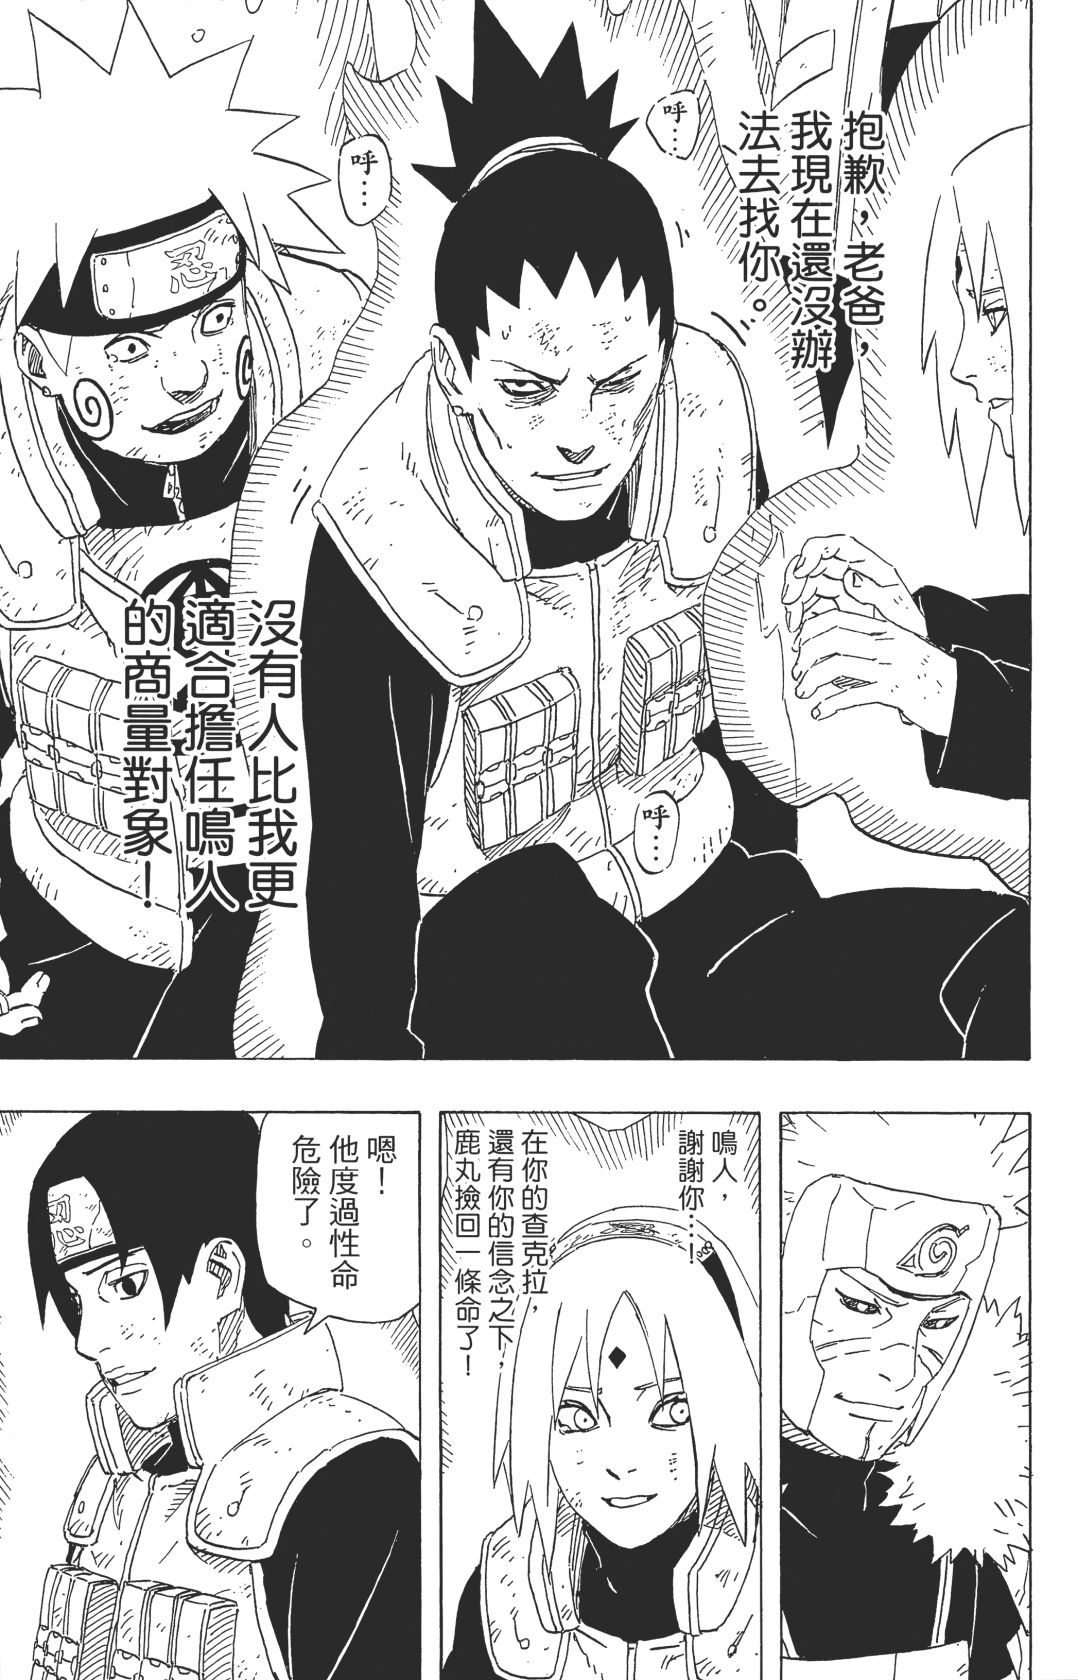 抱歉，老爸，
我現在還沒辦
法去找你。
呼…
呼…
呼…
沒有人比我更
適合擔任鳴人
的商量對象！
忍
鳴人，
謝謝你…！
在你的查克拉，
還有你的信念之下，
鹿丸撿回一條命了！
嗯！
他度過性命
危險了。
忍